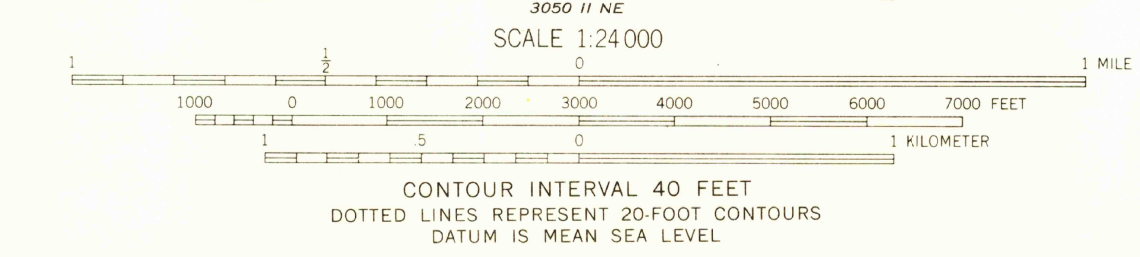 3050 II NE
SCALE 1:24 000
1 1/2 0 1 MILE
1000 0 1000 2000 3000 4000 5000 6000 7000 FEET
1 .5 0 1 KILOMETER
CONTOUR INTERVAL 40 FEET
DOTTED LINES REPRESENT 20-FOOT CONTOURS
DATUM IS MEAN SEA LEVEL